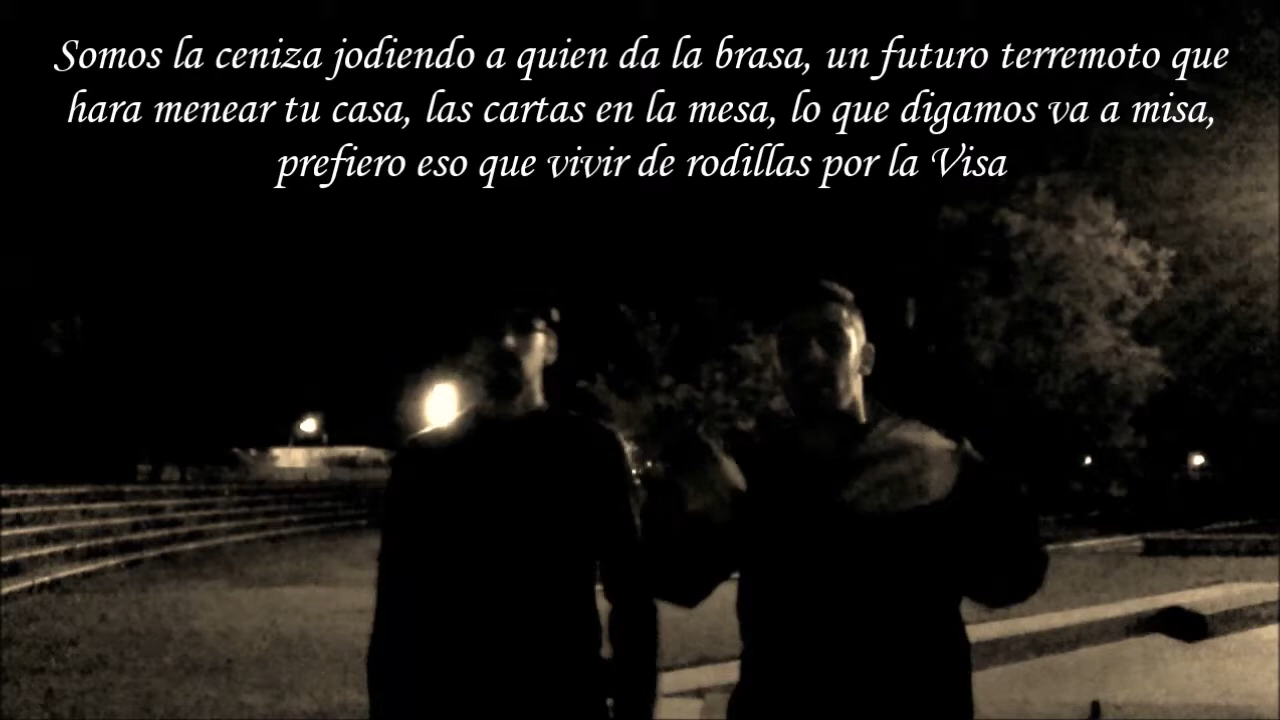 Somos la ceniza jodiendo a quien da la brasa, un futuro terremoto que
hara menear tu casa, las cartas en la mesa, lo que digamos va a misa,
prefiero eso que vivir de rodillas por la Visa